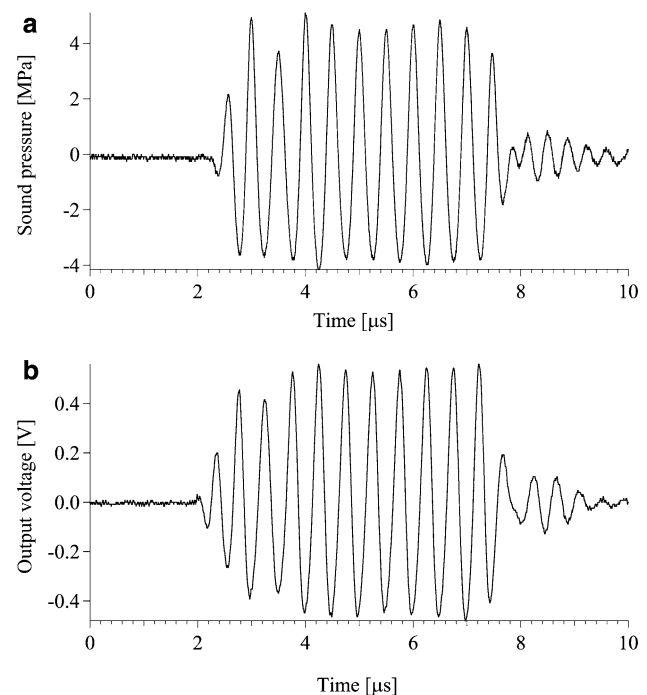 a
Sound pressure [MPa]
4
2
0
-2
-4
0 2 4 6 8 10
Time [μs]
b
Output voltage [V]
0.4
0.2
0.0
-0.2
-0.4
0 2 4 6 8 10
Time [μs]